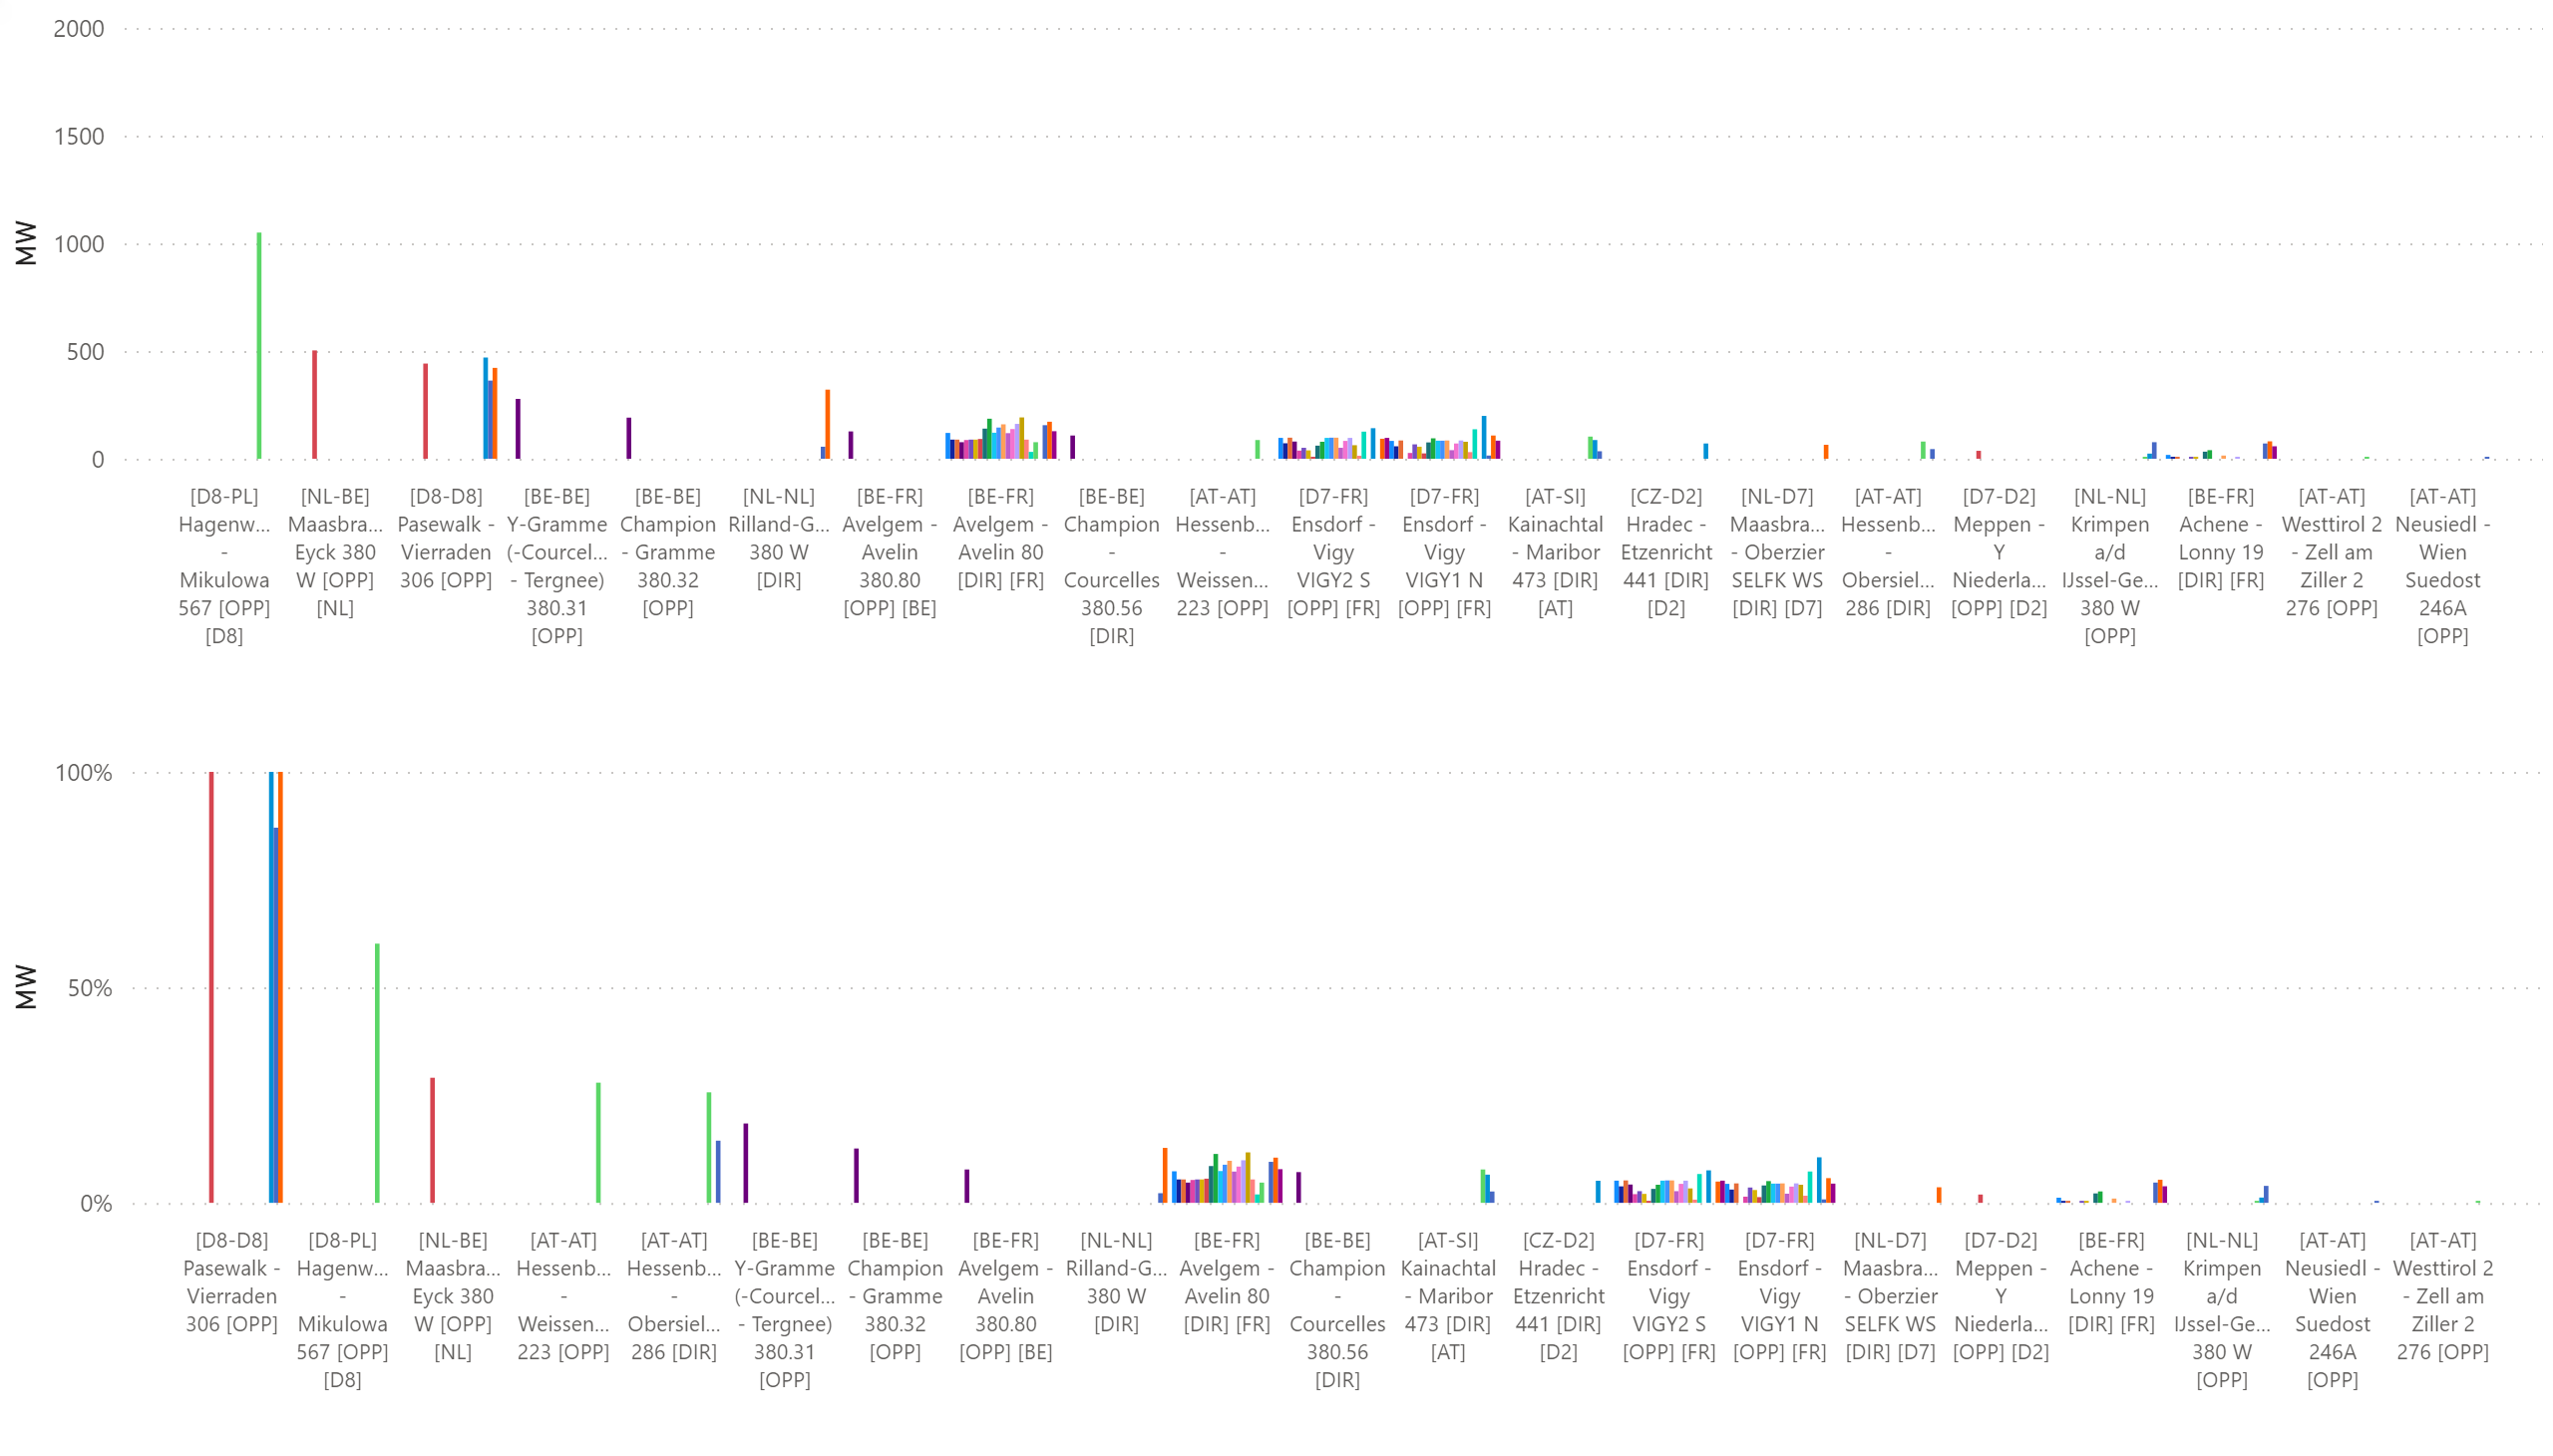 2000
1500
1000
500
0
MW
[D8-PL]
Hagenw...
-
Mikulowa
567 [OPP]
[D8]
[NL-BE]
Maasbra...
Eyck 380
W [OPP]
[NL]
[D8-D8]
Pasewalk -
Vierraden
306 [OPP]
[BE-BE]
Y-Gramme
(-Courcel...
- Tergnee)
380.31
[OPP]
[BE-BE]
Champion
- Gramme
380.32
[OPP]
[NL-NL]
Rilland-G...
380 W
[DIR]
[BE-FR]
Avelgem -
Avelin
380.80
[OPP] [BE]
[BE-FR]
Avelgem -
Avelin 80
[DIR] [FR]
[BE-BE]
Champion
-
Courcelles
380.56
[DIR]
[AT-AT]
Hessenb...
-
Weissen...
223 [OPP]
[D7-FR]
Ensdorf -
Vigy
VIGY2 S
[OPP] [FR]
[D7-FR]
Ensdorf -
Vigy
VIGY1 N
[OPP] [FR]
[AT-SI]
Kainachtal
- Maribor
473 [DIR]
[AT]
[CZ-D2]
Hradec -
Etzenricht
441 [DIR]
[D2]
[NL-D7]
Maasbra...
- Oberzier
SELFK WS
[DIR] [D7]
[AT-AT]
Hessenb...
-
Obersiel...
286 [DIR]
[D7-D2]
Meppen -
Y
Niederla...
[OPP] [D2]
[NL-NL]
Krimpen
a/d
IJssel-Ge...
380 W
[OPP]
[BE-FR]
Achene -
Lonny 19
[DIR] [FR]
[AT-AT]
Westtirol 2
- Zell am
Ziller 2
276 [OPP]
[AT-AT]
Neusiedl -
Wien
Suedost
246A
[OPP]
100%
50%
0%
MW
[D8-D8]
Pasewalk -
Vierraden
306 [OPP]
[D8-PL]
Hagenw...
-
Mikulowa
567 [OPP]
[D8]
[NL-BE]
Maasbra...
Eyck 380
W [OPP]
[NL]
[AT-AT]
Hessenb...
-
Weissen...
223 [OPP]
[AT-AT]
Hessenb...
-
Obersiel...
286 [DIR]
[BE-BE]
Y-Gramme
(-Courcel...
- Tergnee)
380.31
[OPP]
[BE-BE]
Champion
- Gramme
380.32
[OPP]
[BE-FR]
Avelgem -
Avelin
380.80
[OPP] [BE]
[NL-NL]
Rilland-G...
380 W
[DIR]
[BE-FR]
Avelgem -
Avelin 80
[DIR] [FR]
[BE-BE]
Champion
-
Courcelles
380.56
[DIR]
[AT-SI]
Kainachtal
- Maribor
473 [DIR]
[AT]
[CZ-D2]
Hradec -
Etzenricht
441 [DIR]
[D2]
[D7-FR]
Ensdorf -
Vigy
VIGY2 S
[OPP] [FR]
[D7-FR]
Ensdorf -
Vigy
VIGY1 N
[OPP] [FR]
[NL-D7]
Maasbra...
- Oberzier
SELFK WS
[DIR] [D7]
[D7-D2]
Meppen -
Y
Niederla...
[OPP] [D2]
[BE-FR]
Achene -
Lonny 19
[DIR] [FR]
[NL-NL]
Krimpen
a/d
IJssel-Ge...
380 W
[OPP]
[AT-AT]
Neusiedl -
Wien
Suedost
246A
[OPP]
[AT-AT]
Westtirol 2
- Zell am
Ziller 2
276 [OPP]